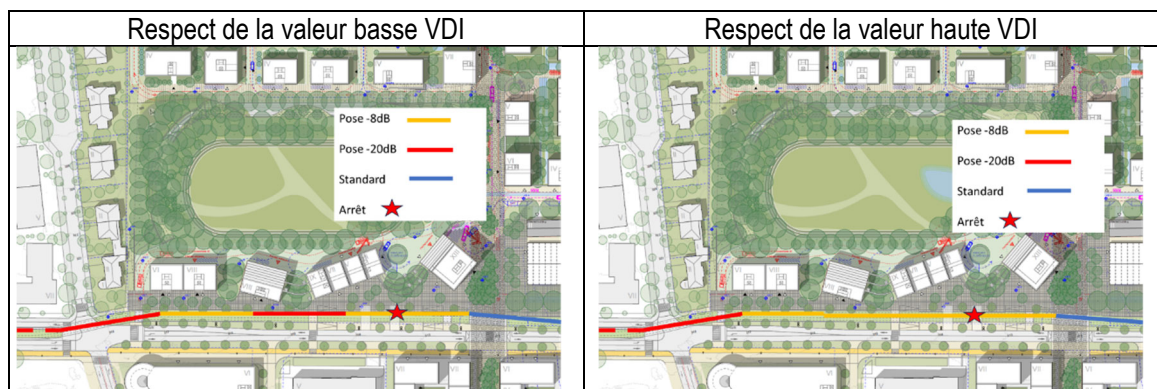 Respect de la valeur basse VDI
Respect de la valeur haute VDI
Pose -8dB
Pose -20dB
Standard
Arrêt
Pose -8dB
Pose -20dB
Standard
Arrêt